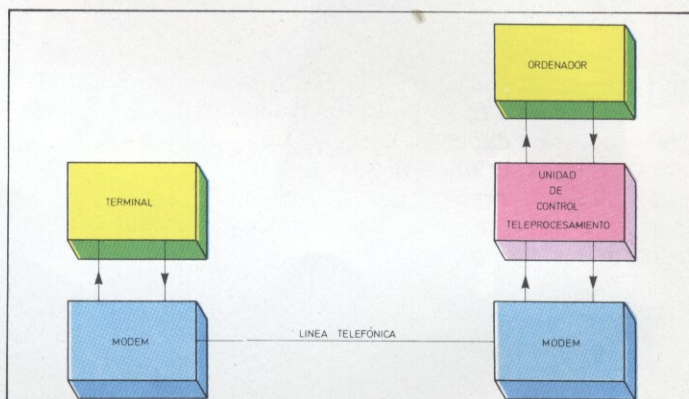 ORDENADOR
TERMINAL
UNIDAD
DE
CONTROL
TELEPROCESAMIENTO
MODEM
LINEA TELEFÓNICA
MODEM